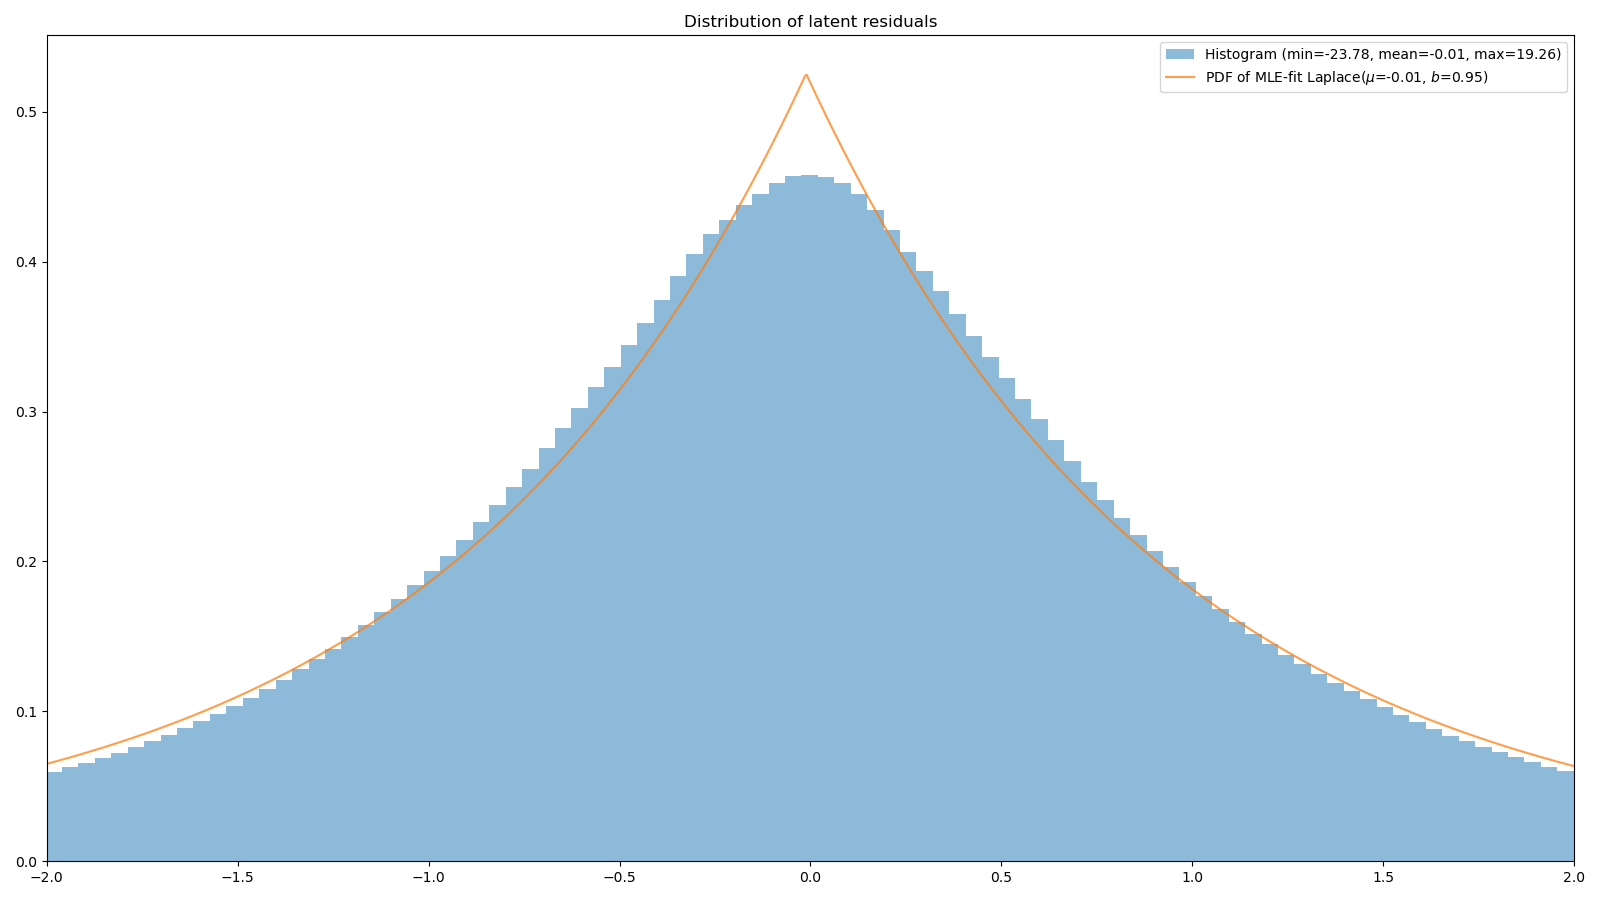 Distribution of latent residuals
Histogram (min=-23.78, mean=-0.01, max=19.26)
PDF of MLE-fit Laplace(μ=-0.01, b=0.95)
0.5
0.4
0.3
0.2
0.1
0.0
−2.0 −1.5 −1.0 −0.5 0.0 0.5 1.0 1.5 2.0